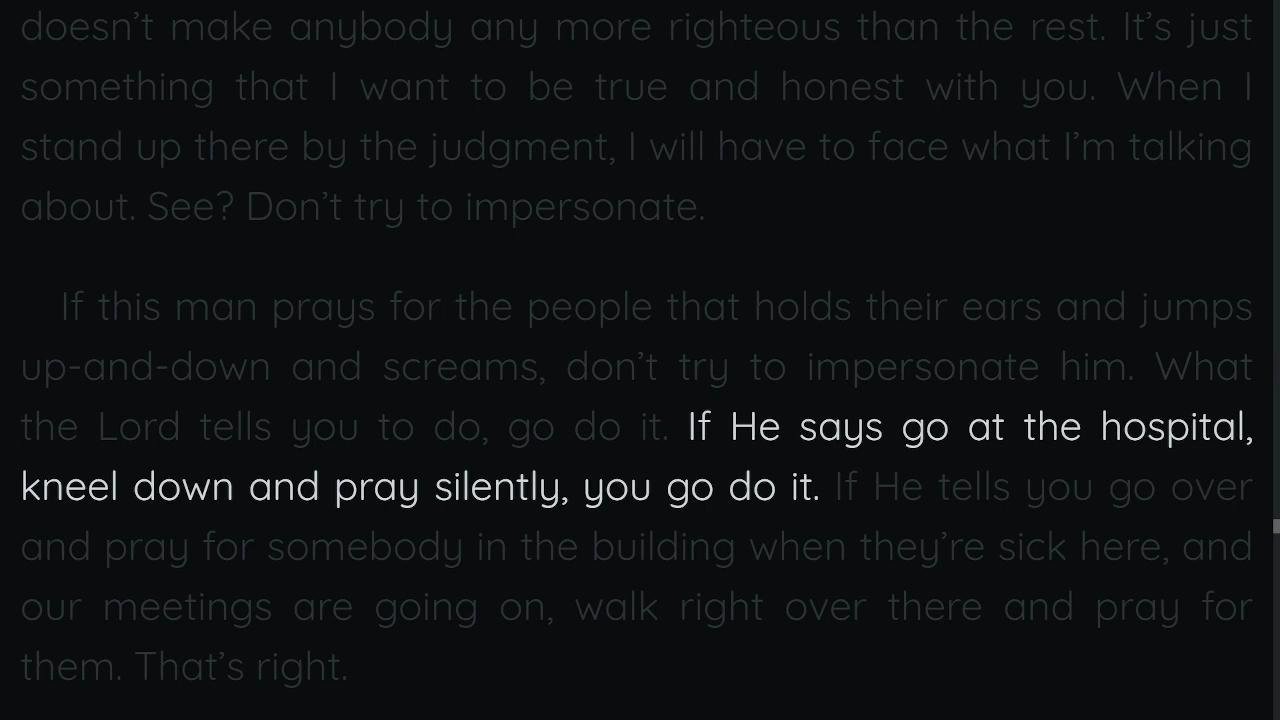 doesn’t make anybody any more righteous than the rest. It’s just
something that I want to be true and honest with you. When I
stand up there by the judgment, I will have to face what I’m talking
about. See? Don’t try to impersonate.
If this man prays for the people that holds their ears and jumps
up-and-down and screams, don’t try to impersonate him. What
the Lord tells you to do, go do it. If He says go at the hospital,
kneel down and pray silently, you go do it. If He tells you go over
and pray for somebody in the building when they’re sick here, and
our meetings are going on, walk right over there and pray for
them. That’s right.